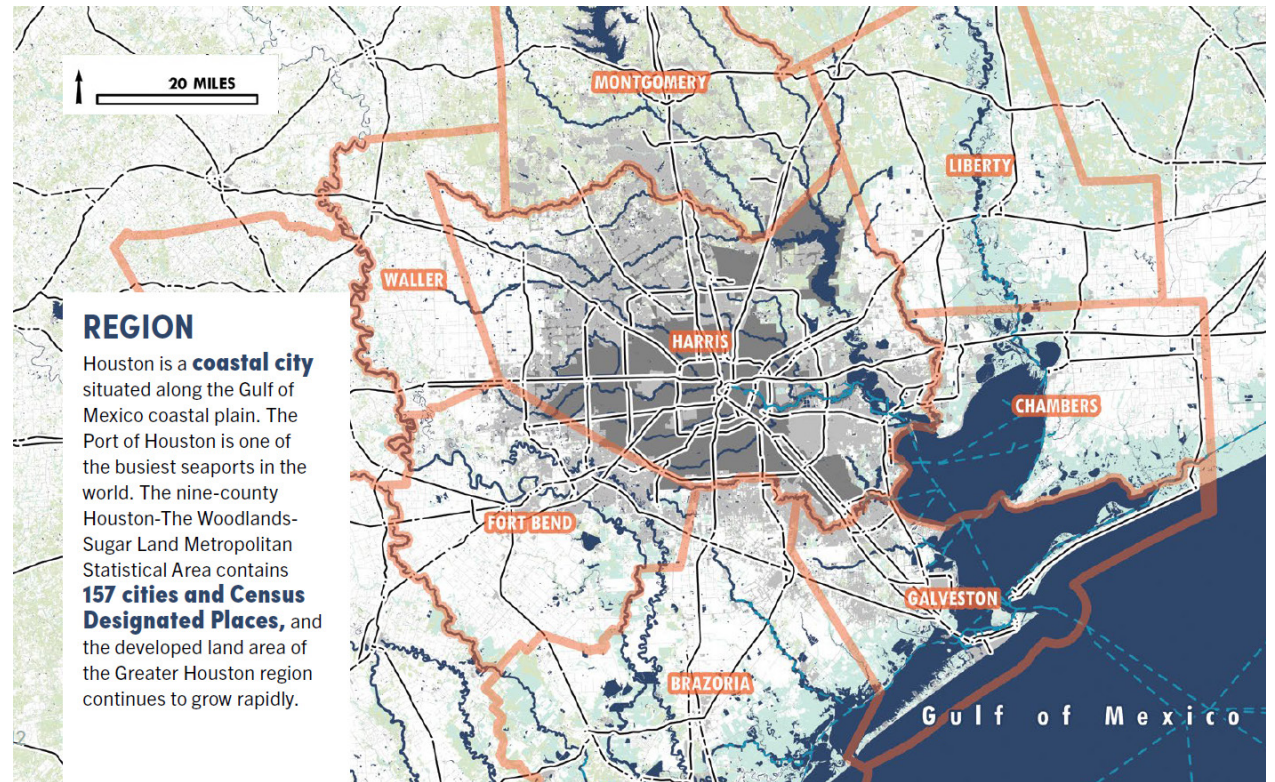 20 MILES
MONTGOMERY
LIBERTY
WALLER
HARRIS
CHAMBERS
FORT BEND
GALVESTON
BRAZORIA
Gulf of Mexico
REGION
Houston is a coastal city
situated along the Gulf of
Mexico coastal plain. The
Port of Houston is one of
the busiest seaports in the
world. The nine-county
Houston-The Woodlands-
Sugar Land Metropolitan
Statistical Area contains
157 cities and Census
Designated Places, and
the developed land area of
the Greater Houston region
continues to grow rapidly.
2